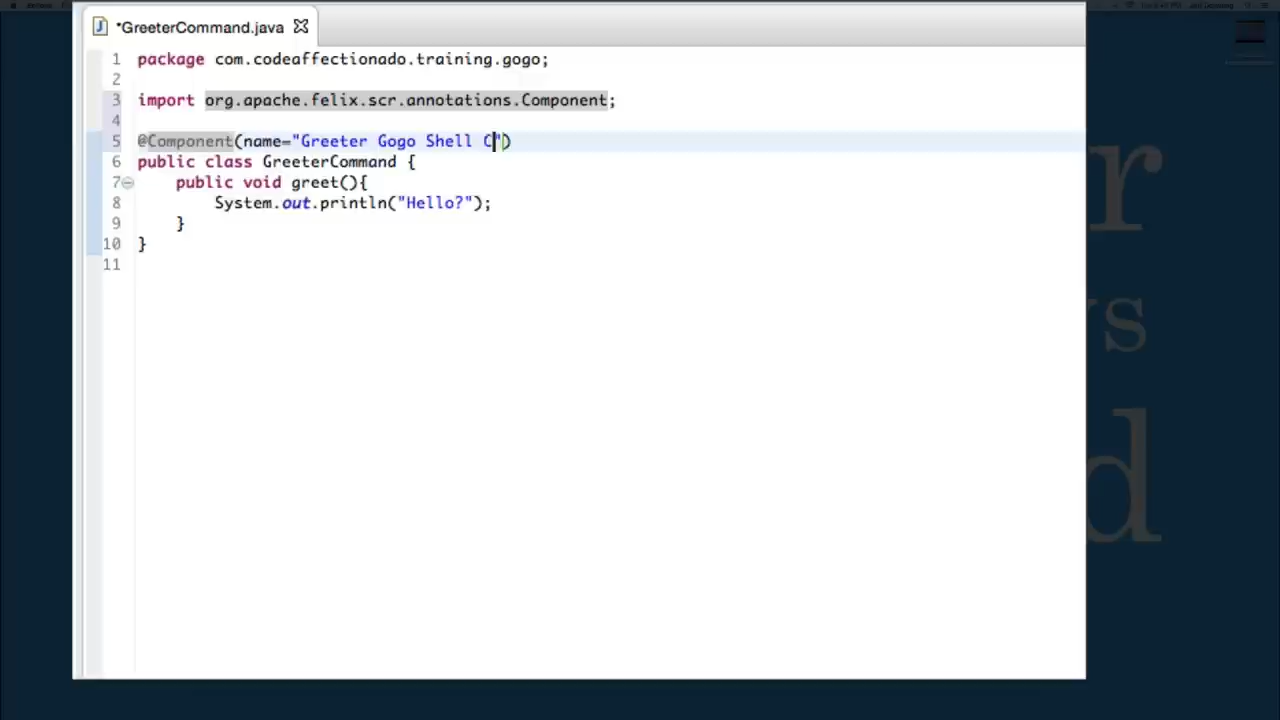 *GreeterCommand.java
1 package com.codeaffectionado.training.gogo;
2
3 import org.apache.felix.scr.annotations.Component;
4
5 @Component(name="Greeter Gogo Shell C")
6 public class GreeterCommand {
7 public void greet(){
8 System.out.println("Hello?");
9 }
10 }
11
r
ys
d